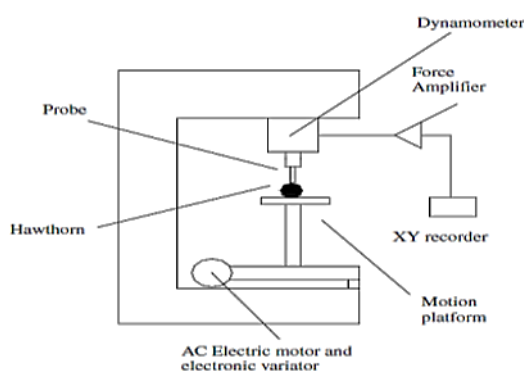 Dynamometer
Force
Amplifier
Probe
Hawthorn
XY recorder
Motion
platform
AC Electric motor and
electronic variator